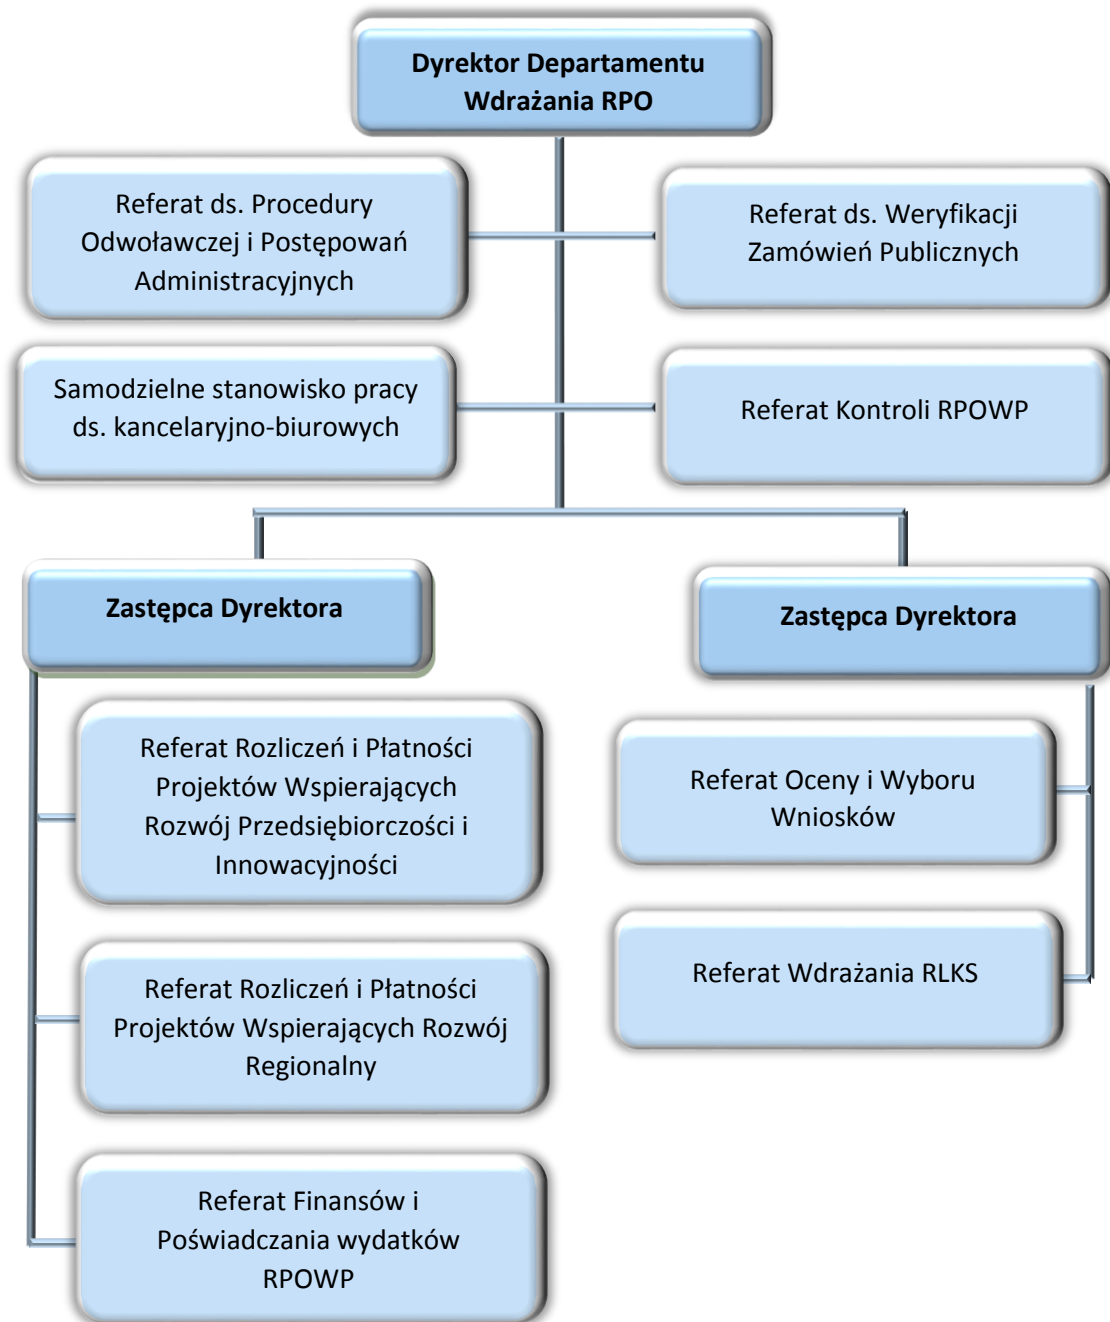 Dyrektor Departamentu
Wdrażania RPO
Referat ds. Procedury
Odwoławczej i Postępowań
Administracyjnych
Referat ds. Weryfikacji
Zamówień Publicznych
Samodzielne stanowisko pracy
ds. kancelaryjno-biurowych
Referat Kontroli RPOWP
Zastępca Dyrektora
Zastępca Dyrektora
Referat Rozliczeń i Płatności
Projektów Wspierających
Rozwój Przedsiębiorczości i
Innowacyjności
Referat Oceny i Wyboru
Wniosków
Referat Rozliczeń i Płatności
Projektów Wspierających Rozwój
Regionalny
Referat Wdrażania RLKS
Referat Finansów i
Poświadczania wydatków
RPOWP